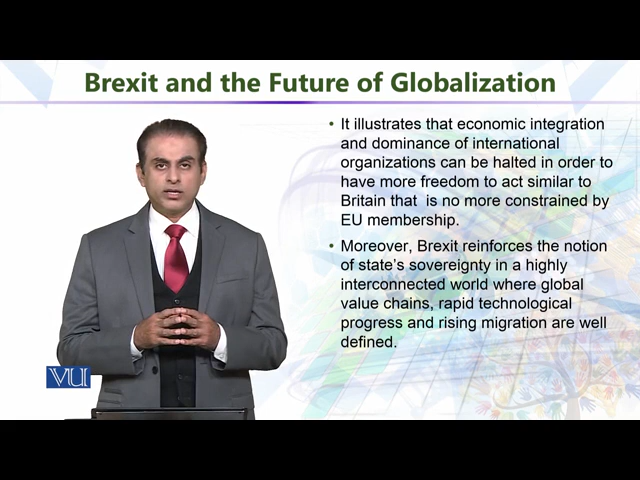 Brexit and the Future of Globalization
• It illustrates that economic integration
and dominance of international
organizations can be halted in order to
have more freedom to act similar to
Britain that  is no more constrained by
EU membership.
• Moreover, Brexit reinforces the notion
of state's sovereignty in a highly
interconnected world where global
value chains, rapid technological
progress and rising migration are well
defined.
VU